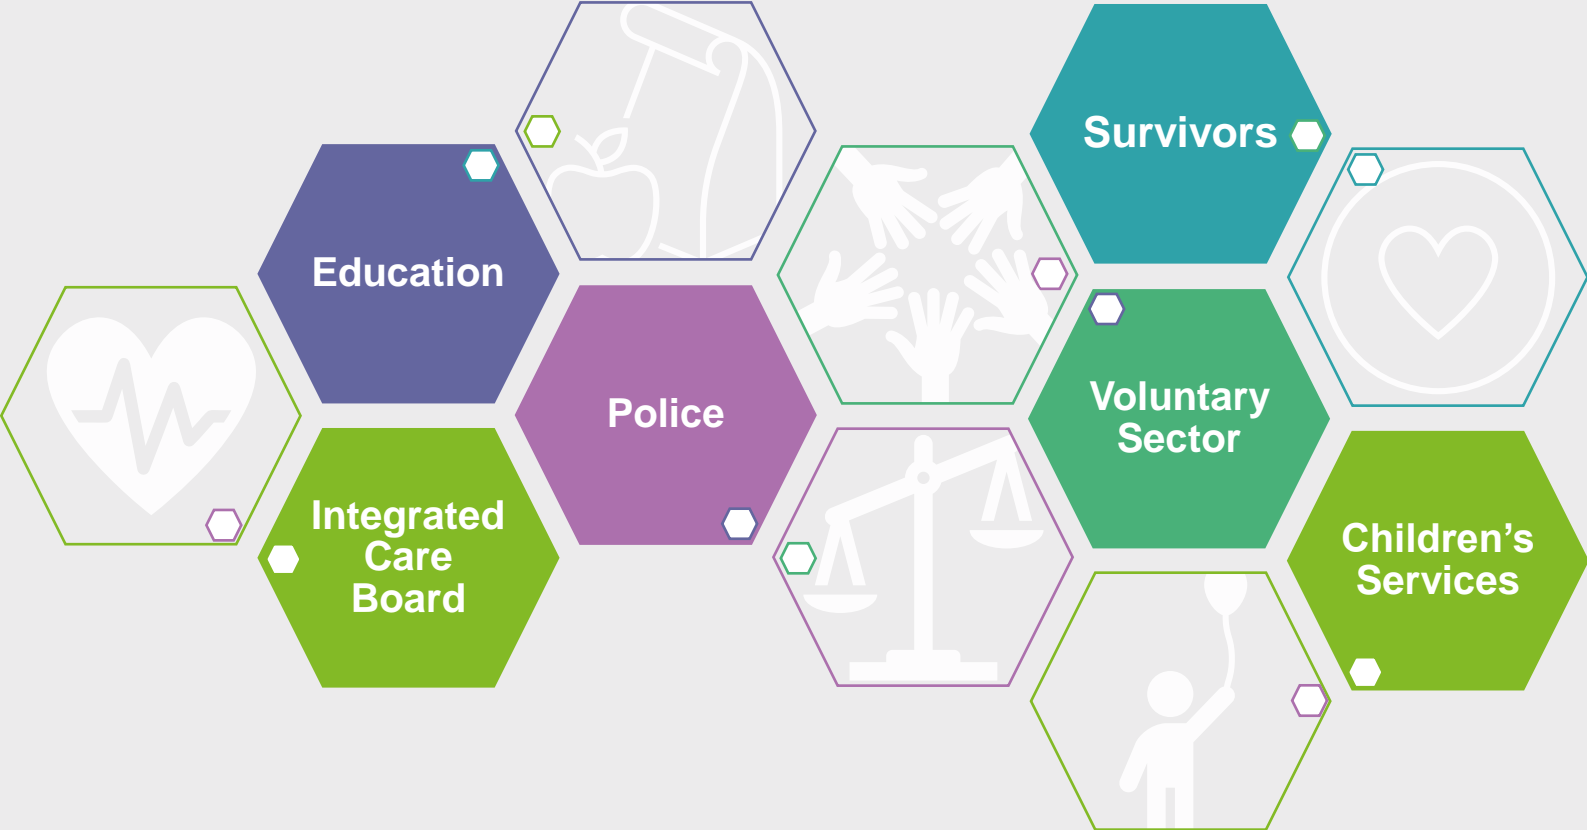 Survivors
Education
Police
Voluntary
Sector
Integrated
Care
Board
Children’s
Services